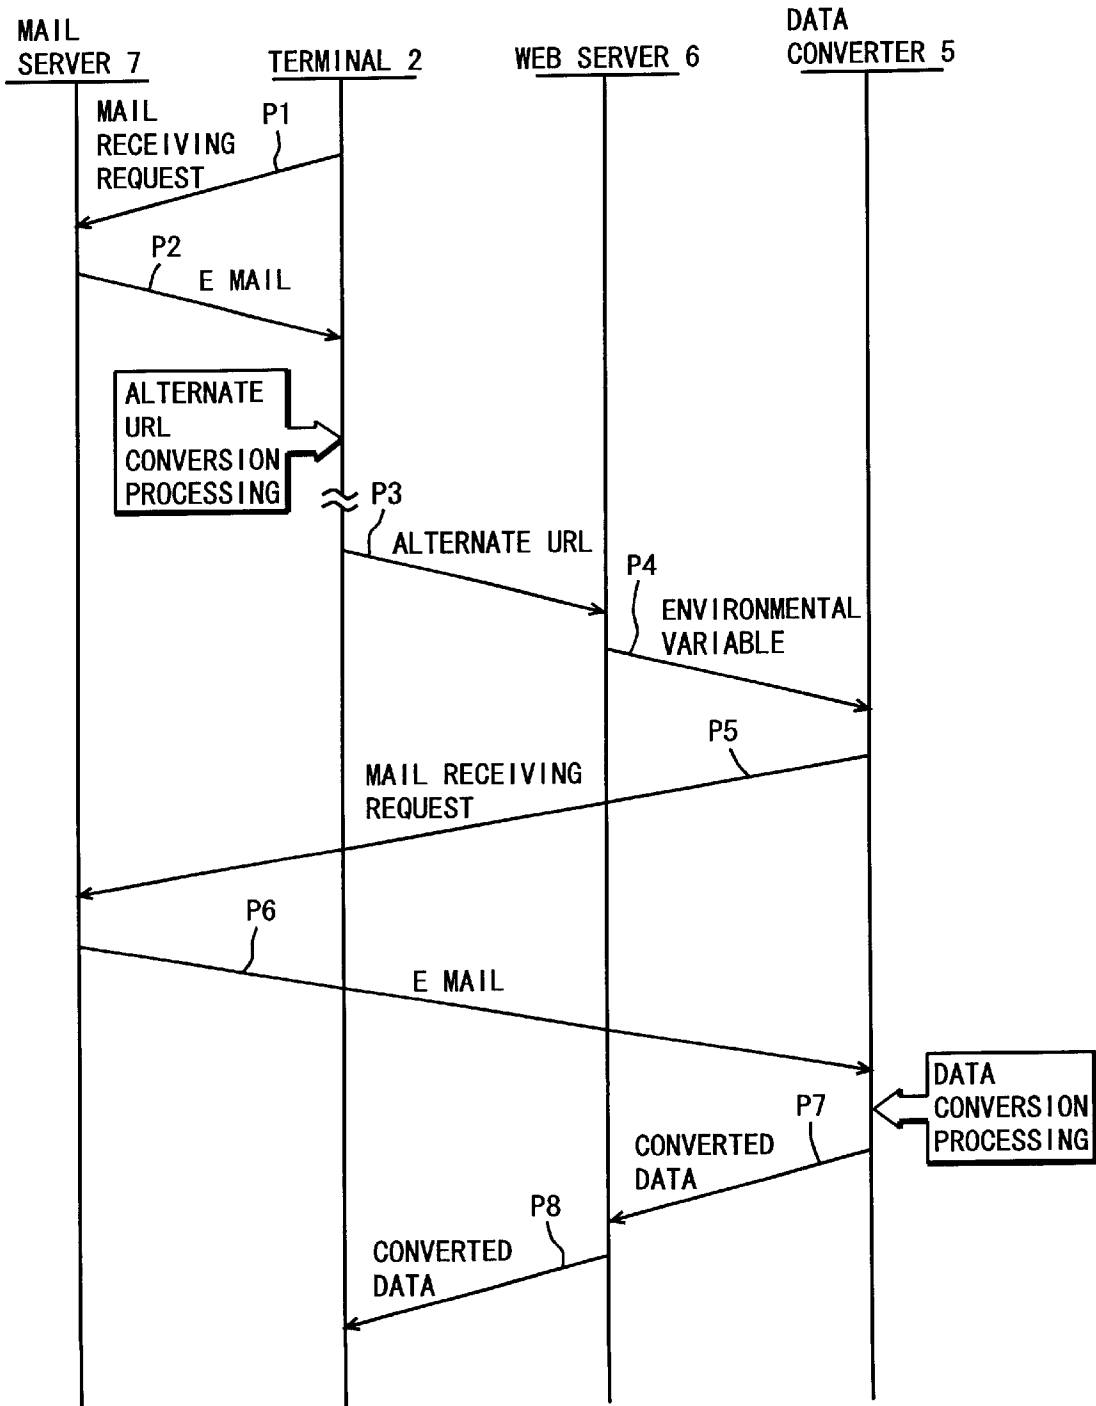 MAIL
SERVER 7
TERMINAL 2
WEB SERVER 6
DATA
CONVERTER 5
MAIL
RECEIVING
REQUEST
P1
P2
E MAIL
ALTERNATE
URL
CONVERSION
PROCESSING
P3
ALTERNATE URL
P4
ENVIRONMENTAL
VARIABLE
P5
MAIL RECEIVING
REQUEST
P6
E MAIL
DATA
CONVERSION
PROCESSING
P7
CONVERTED
DATA
P8
CONVERTED
DATA